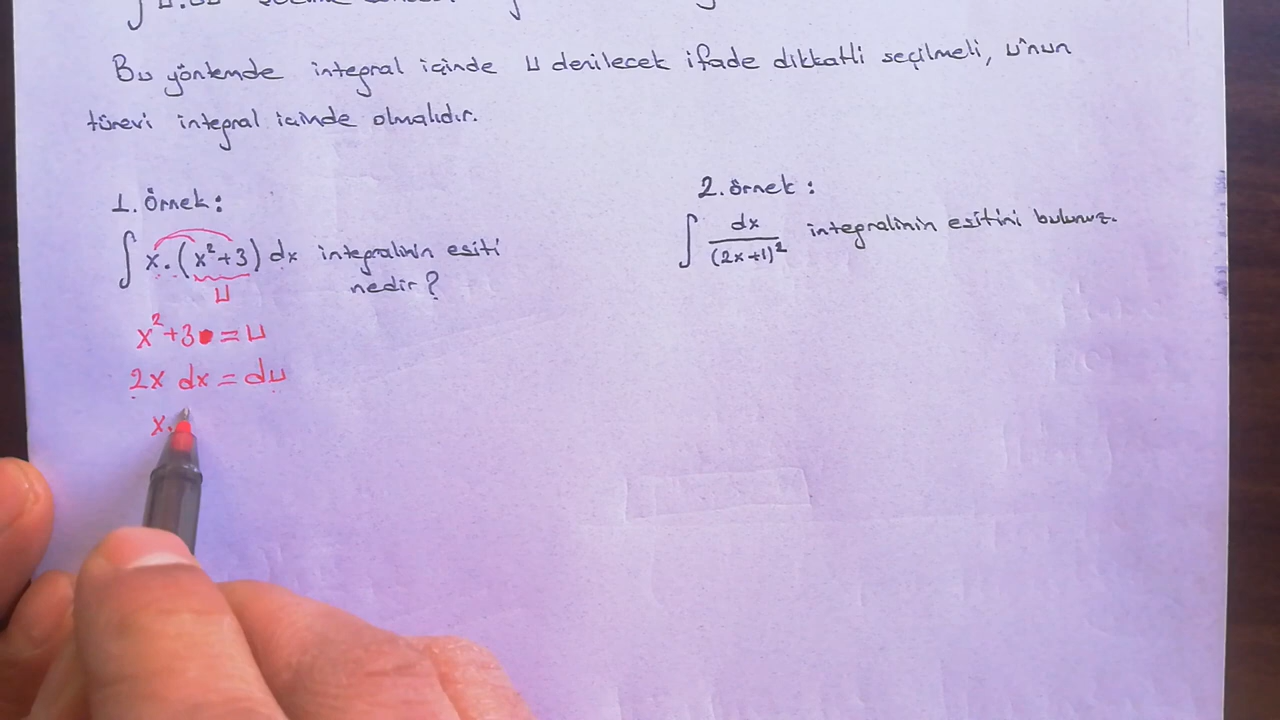 Bu yöntemde integral içinde u denilecek ifade dikkatli seçilmeli, u'nun
türevi integral içinde olmalıdır.
1. Örnek:
∫ x.(x²+3) dx integralinin eşiti
nedir?
u
x²+3 = u
2x dx = du
x.
2. örnek:
∫ dx/(2x+1)² integralinin eşitini bulunuz.